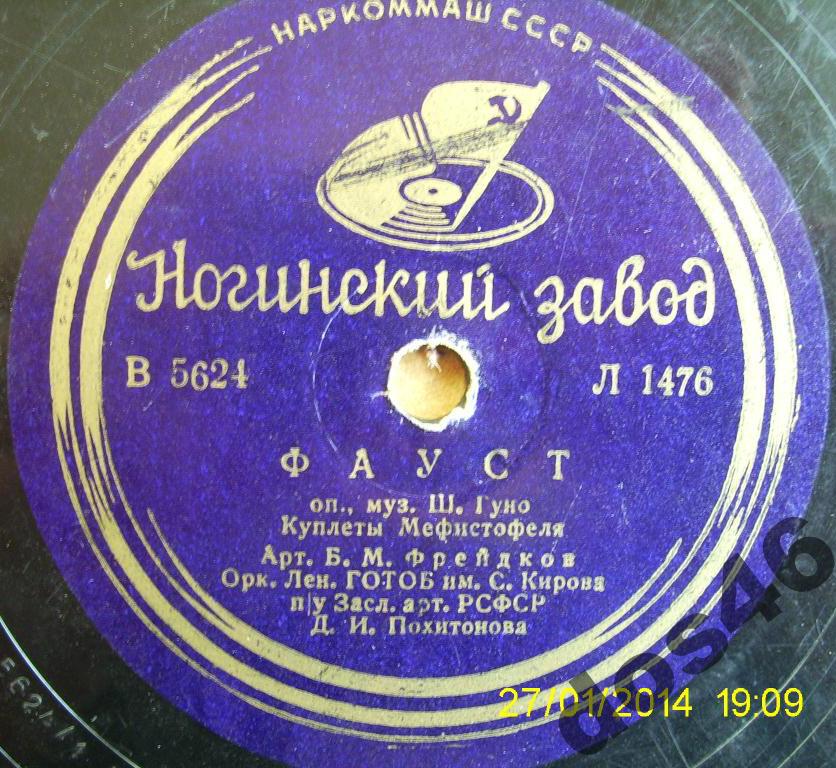 НАРКОММАШ СССР
Ногинский завод
В 5624
Л 1476
ФАУСТ
оп., муз. Ш. Гуно
Куплеты Мефистофеля
Арт. Б. М. Фрейдков
Орк. Лен. ГОТОБ им. С. Кирова
п/у Засл. арт. РСФСР
Д. И. Похитонова
27/01/2014 19:09
dos46